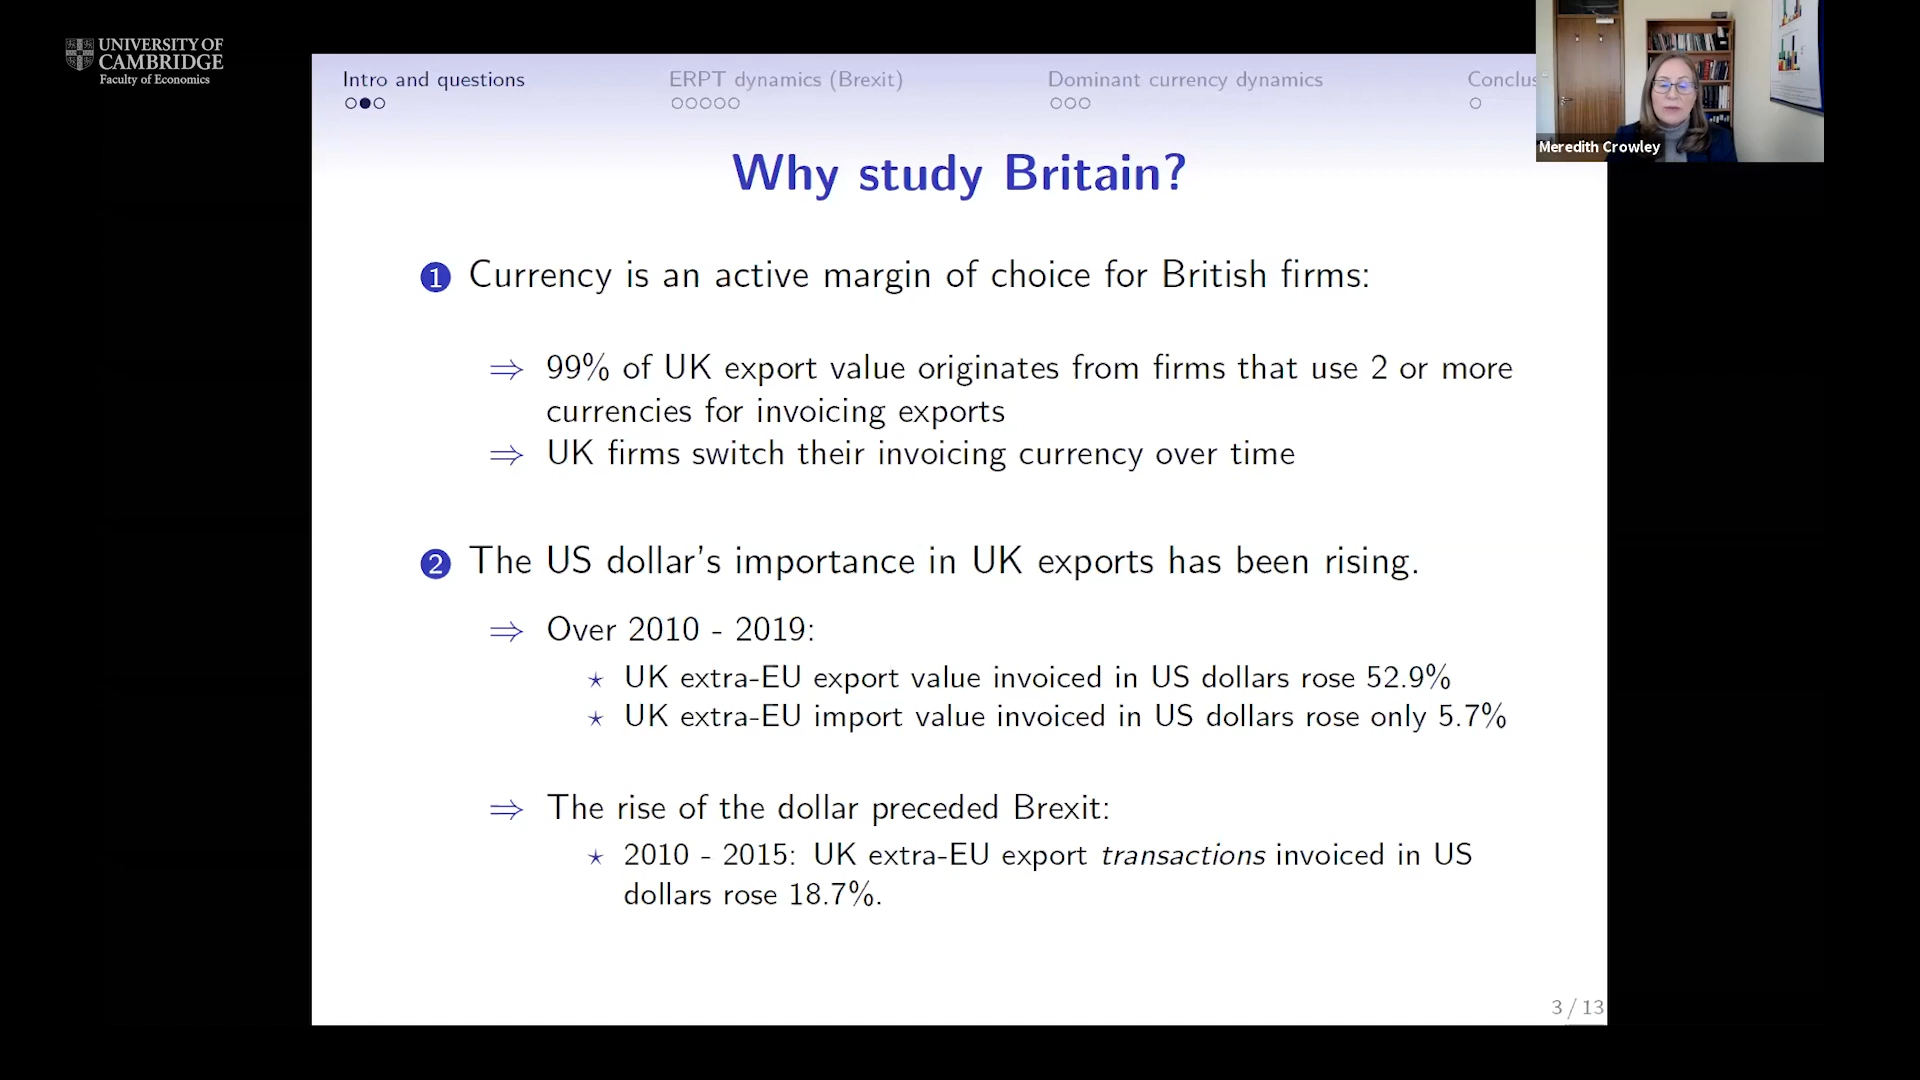 UNIVERSITY OF
CAMBRIDGE
Faculty of Economics
Intro and questions
ERPT dynamics (Brexit)
Dominant currency dynamics
Conclus
Meredith Crowley
Why study Britain?
1 Currency is an active margin of choice for British firms:
⇒ 99% of UK export value originates from firms that use 2 or more
currencies for invoicing exports
⇒ UK firms switch their invoicing currency over time
2 The US dollar's importance in UK exports has been rising.
⇒ Over 2010 - 2019:
⋆ UK extra-EU export value invoiced in US dollars rose 52.9%
⋆ UK extra-EU import value invoiced in US dollars rose only 5.7%
⇒ The rise of the dollar preceded Brexit:
⋆ 2010 - 2015: UK extra-EU export transactions invoiced in US
dollars rose 18.7%.
3 / 13